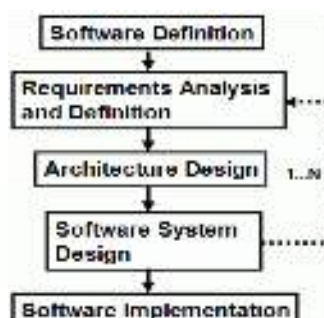 Software Definition
Requirements Analysis
and Definition
Architecture Design
1...N
Software System
Design
Software Implementation